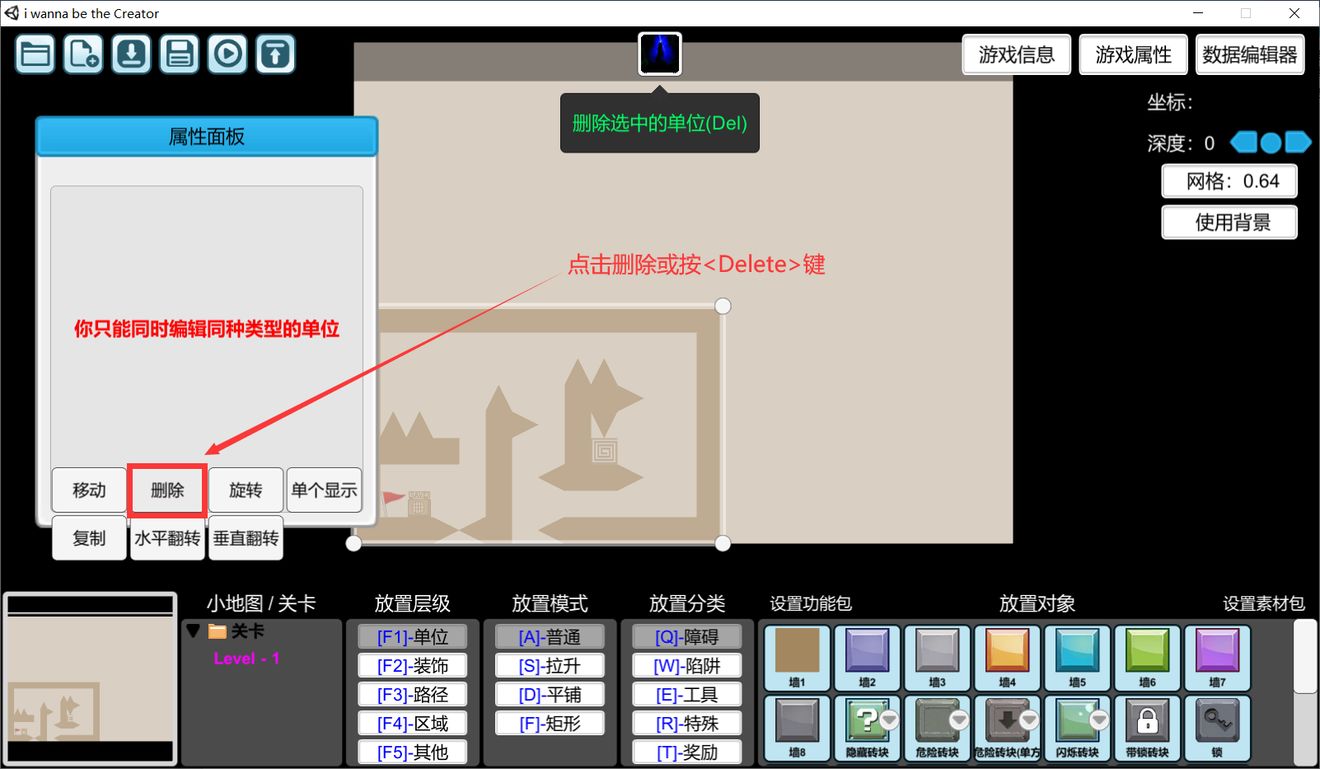 i wanna be the Creator
游戏信息
游戏属性
数据编辑器
坐标：
深度：0
网格：0.64
使用背景
删除选中的单位(Del)
属性面板
点击删除或按<Delete>键
你只能同时编辑同种类型的单位
移动
删除
旋转
单个显示
复制
水平翻转
垂直翻转
小地图 / 关卡
放置层级
放置模式
放置分类
设置功能包
放置对象
设置素材包
关卡
Level - 1
[F1]-单位
[F2]-装饰
[F3]-路径
[F4]-区域
[F5]-其他
[A]-普通
[S]-拉升
[D]-平铺
[F]-矩形
[Q]-障碍
[W]-陷阱
[E]-工具
[R]-特殊
[T]-奖励
墙1
墙2
墙3
墙4
墙5
墙6
墙7
墙8
?
隐藏砖块
危险砖块
危险砖块(单方
闪烁砖块
带锁砖块
锁